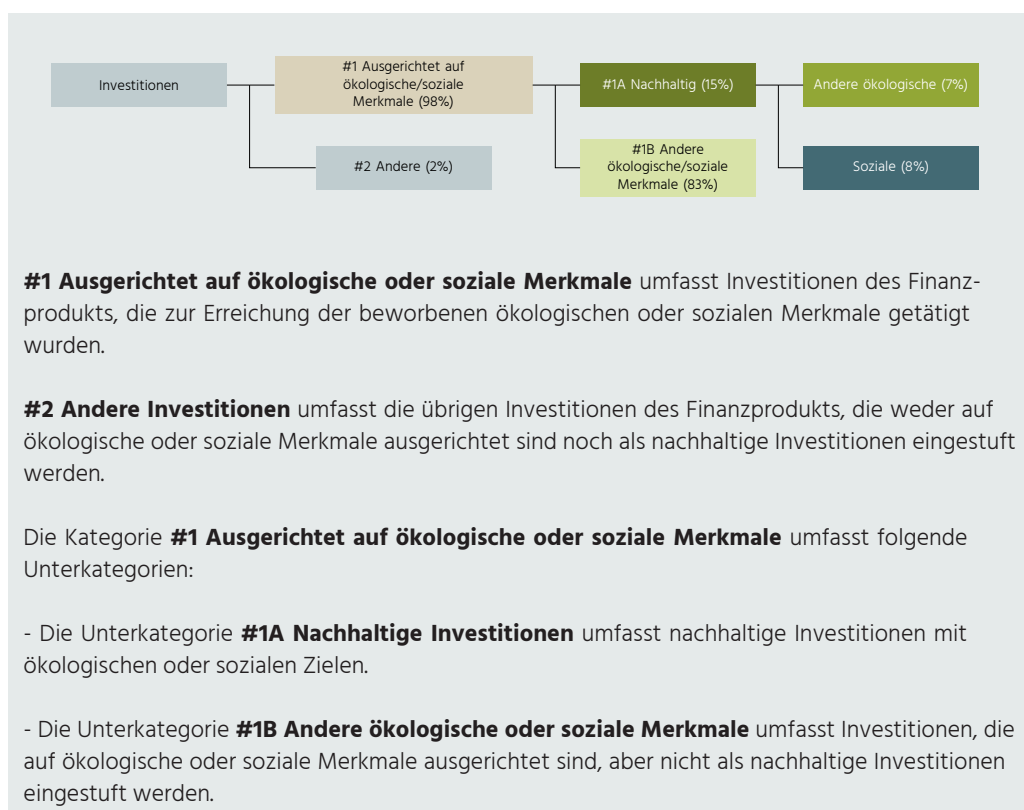 Investitionen
#1 Ausgerichtet auf
ökologische/soziale
Merkmale (98%)
#1A Nachhaltig (15%)
Andere ökologische (7%)
#2 Andere (2%)
#1B Andere
ökologische/soziale
Merkmale (83%)
Soziale (8%)
#1 Ausgerichtet auf ökologische oder soziale Merkmale umfasst Investitionen des Finanz-
produkts, die zur Erreichung der beworbenen ökologischen oder sozialen Merkmale getätigt
wurden.
#2 Andere Investitionen umfasst die übrigen Investitionen des Finanzprodukts, die weder auf
ökologische oder soziale Merkmale ausgerichtet sind noch als nachhaltige Investitionen eingestuft
werden.
Die Kategorie #1 Ausgerichtet auf ökologische oder soziale Merkmale umfasst folgende
Unterkategorien:
- Die Unterkategorie #1A Nachhaltige Investitionen umfasst nachhaltige Investitionen mit
ökologischen oder sozialen Zielen.
- Die Unterkategorie #1B Andere ökologische oder soziale Merkmale umfasst Investitionen, die
auf ökologische oder soziale Merkmale ausgerichtet sind, aber nicht als nachhaltige Investitionen
eingestuft werden.